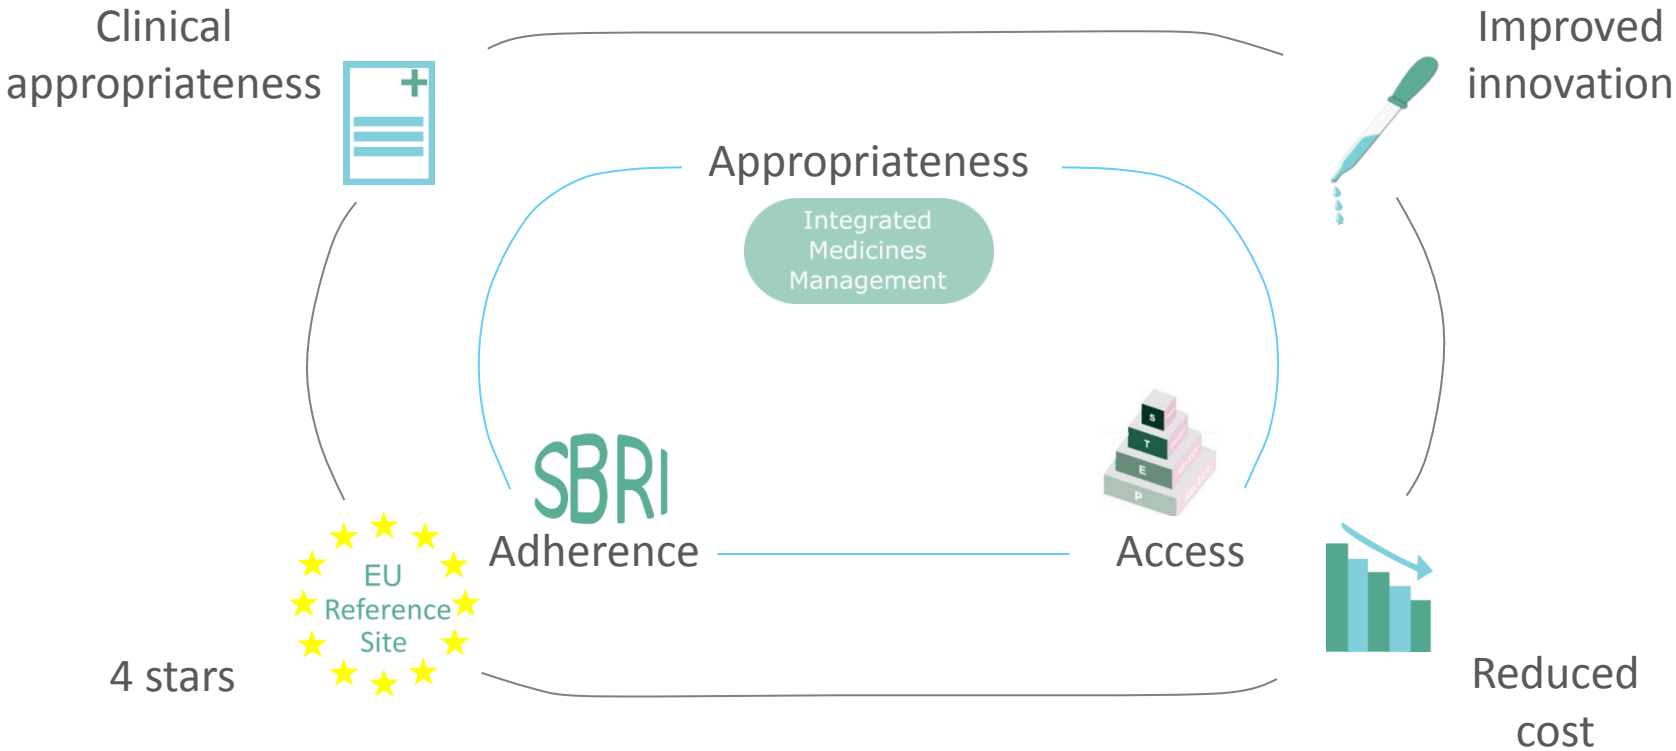 Clinical
appropriateness
Improved
innovation
Appropriateness
Integrated
Medicines
Management
S
T
E
P
SBRI
Adherence
Access
EU
Reference
Site
4 stars
Reduced
cost